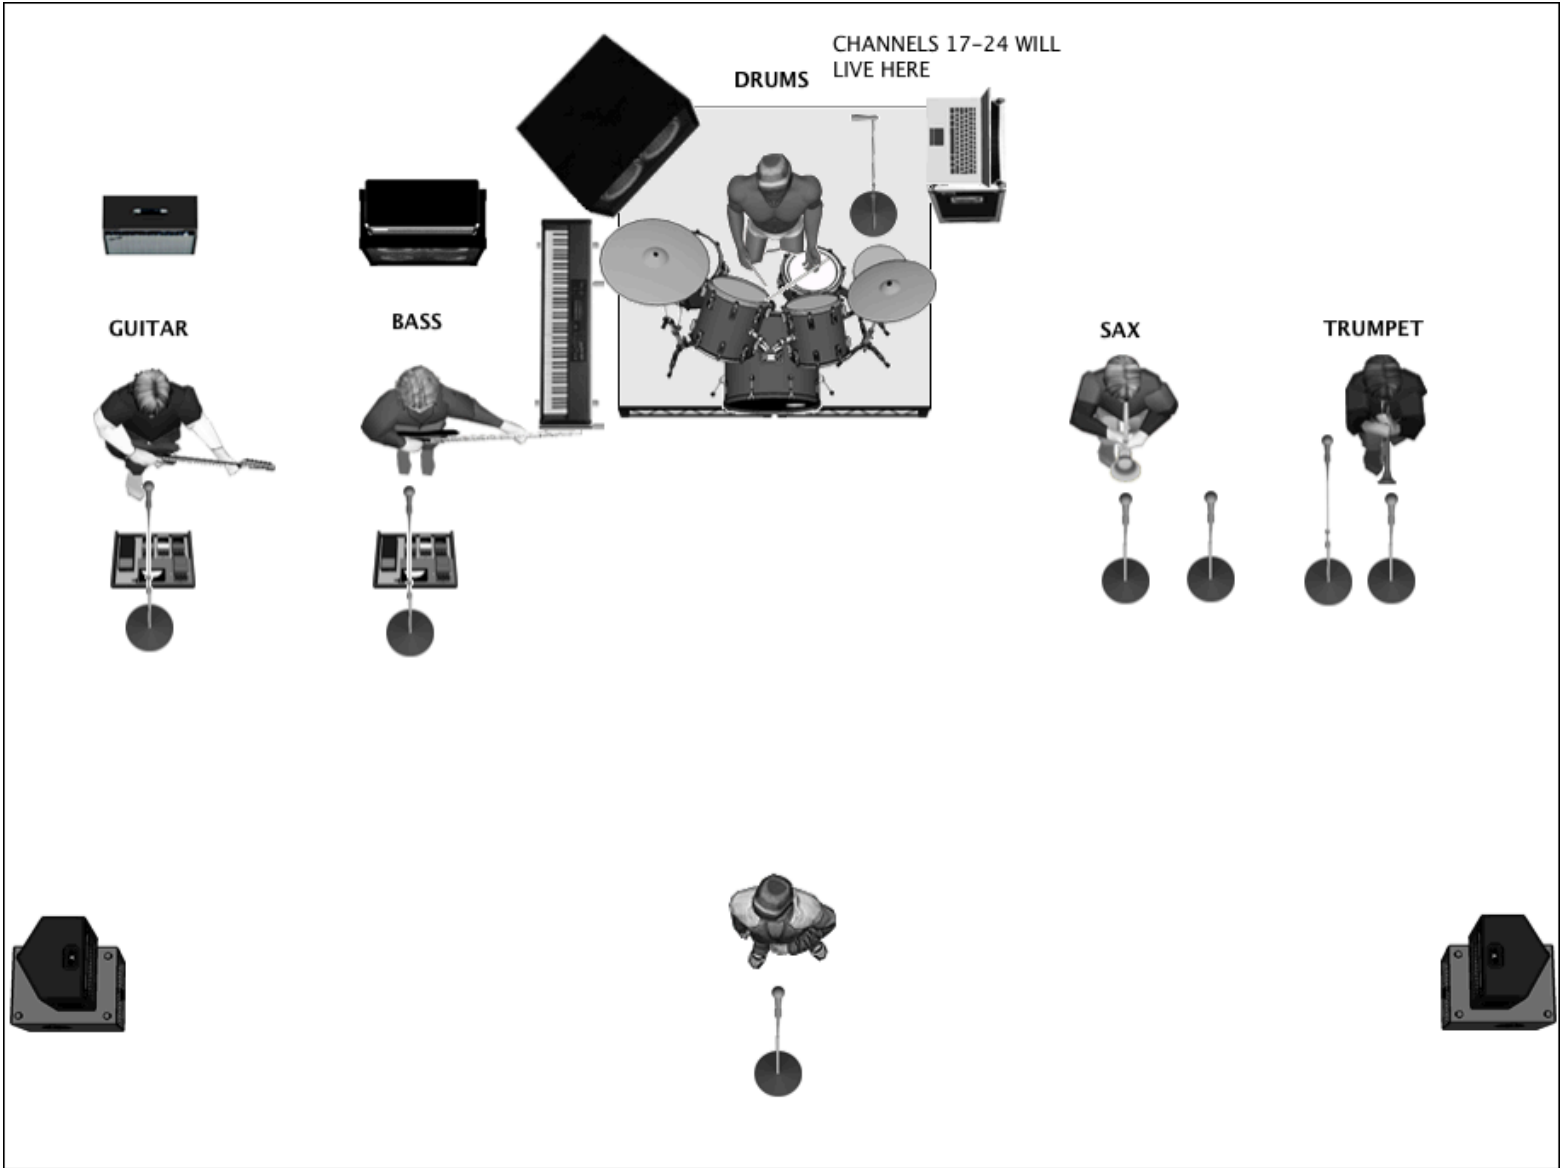 CHANNELS 17-24 WILL
LIVE HERE
DRUMS
GUITAR
BASS
SAX
TRUMPET